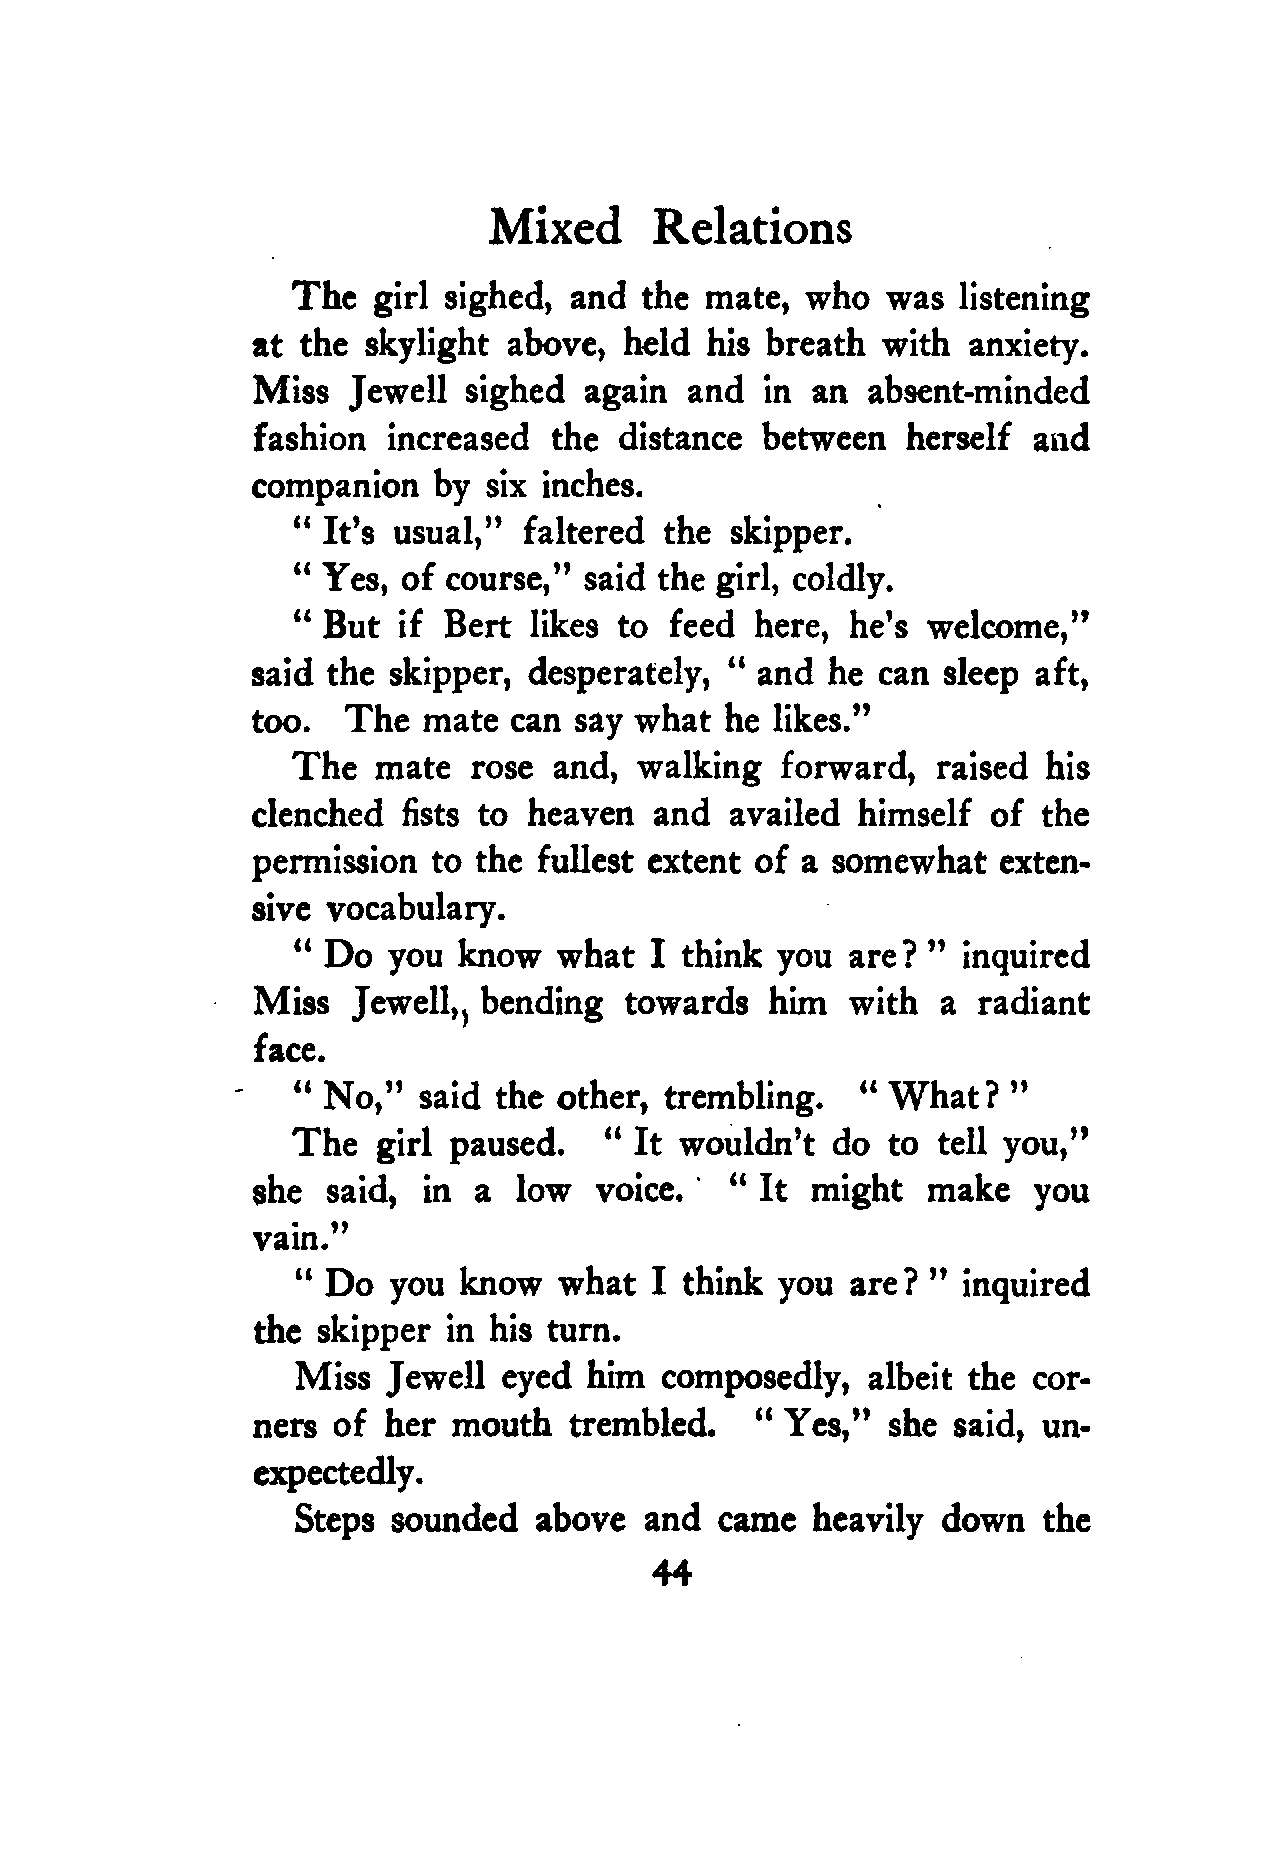 Mixed Relations
The girl sighed, and the mate, who was listening
at the skylight above, held his breath with anxiety.
Miss Jewell sighed again and in an absent-minded
fashion increased the distance between herself and
companion by six inches.
" It's usual," faltered the skipper.
" Yes, of course," said the girl, coldly.
" But if Bert likes to feed here, he's welcome,"
said the skipper, desperately, " and he can sleep aft,
too. The mate can say what he likes."
The mate rose and, walking forward, raised his
clenched fists to heaven and availed himself of the
permission to the fullest extent of a somewhat exten-
sive vocabulary.
" Do you know what I think you are? " inquired
Miss Jewell,, bending towards him with a radiant
face.
" No," said the other, trembling. " What? "
The girl paused. " It wouldn't do to tell you,"
she said, in a low voice. " It might make you
vain."
" Do you know what I think you are? " inquired
the skipper in his turn.
Miss Jewell eyed him composedly, albeit the cor-
ners of her mouth trembled. " Yes," she said, un-
expectedly.
Steps sounded above and came heavily down the
44